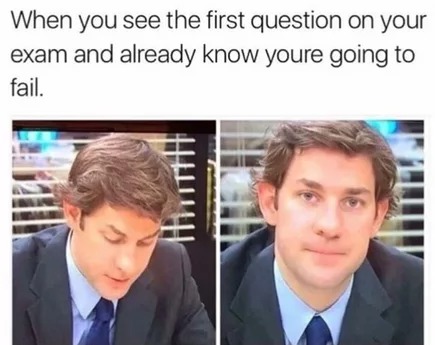 When you see the first question on your
exam and already know youre going to
fail.